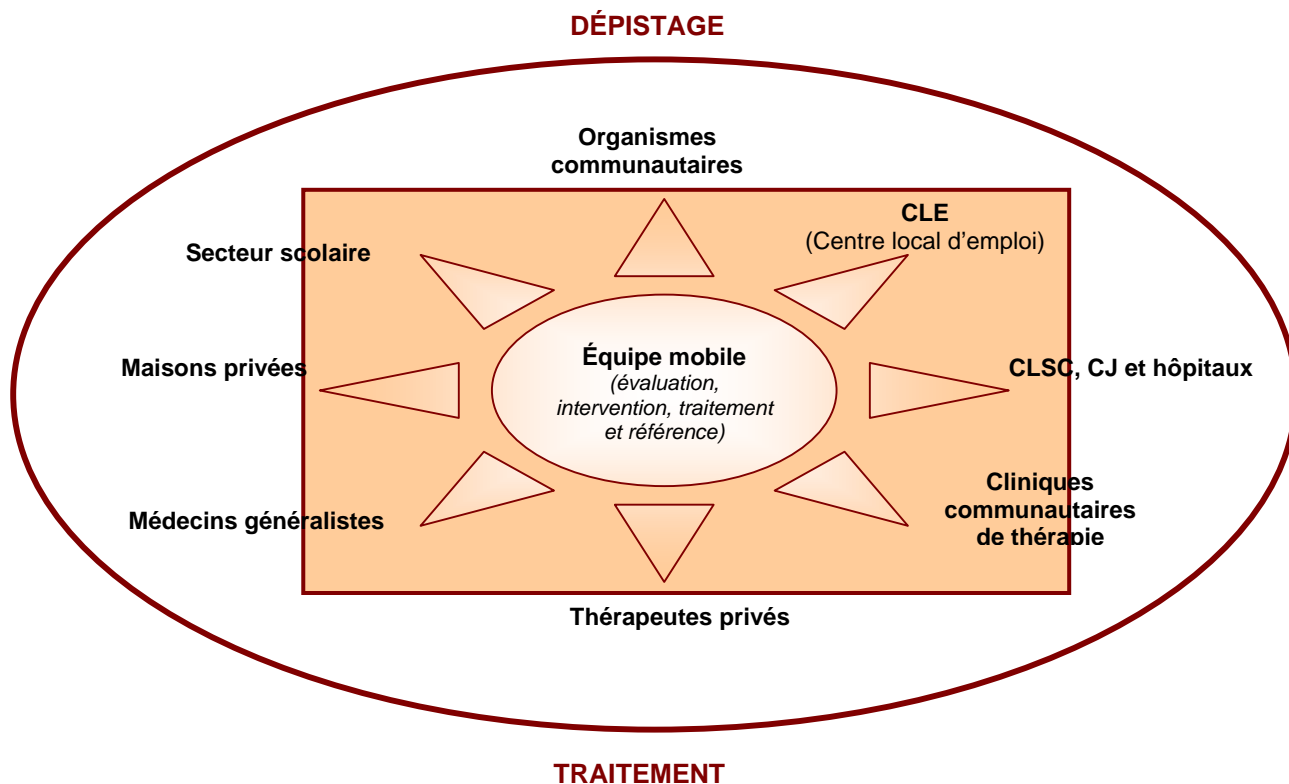 DÉPISTAGE
Organismes
communautaires
CLE
(Centre local d'emploi)
Secteur scolaire
Maisons privées
Équipe mobile
(évaluation,
intervention, traitement
et référence)
CLSC, CJ et hôpitaux
Médecins généralistes
Cliniques
communautaires
de thérapie
Thérapeutes privés
TRAITEMENT